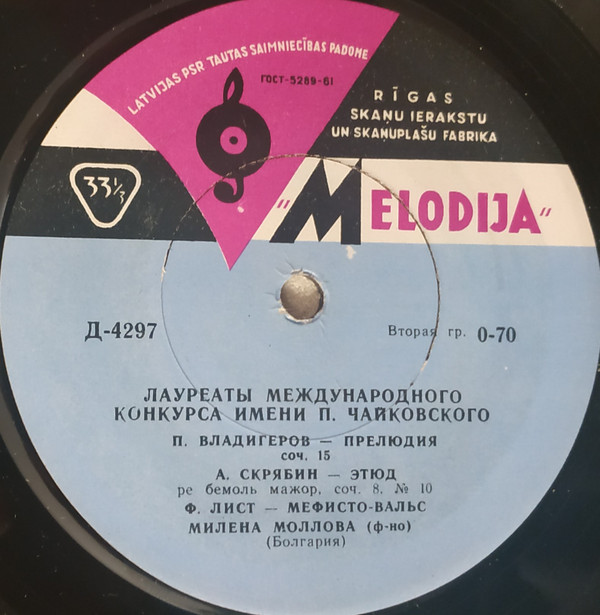 LATVIJAS PSR TAUTAS SAIMNIECĪBAS PADOME
ГОСТ-5289-61
RĪGAS
SKAŅU IERAKSTU
UN SKAŅUPLAŠU FABRIKA
33 1/3
"MELODIJA"
Д-4297
Вторая гр. 0-70
ЛАУРЕАТЫ МЕЖДУНАРОДНОГО
КОНКУРСА ИМЕНИ П. ЧАЙКОВСКОГО
П. ВЛАДИГЕРОВ — ПРЕЛЮДИЯ
соч. 15
А. СКРЯБИН — ЭТЮД
ре бемоль мажор, соч. 8, № 10
Ф. ЛИСТ — МЕФИСТО-ВАЛЬС
МИЛЕНА МОЛЛОВА (ф-но)
(Болгария)